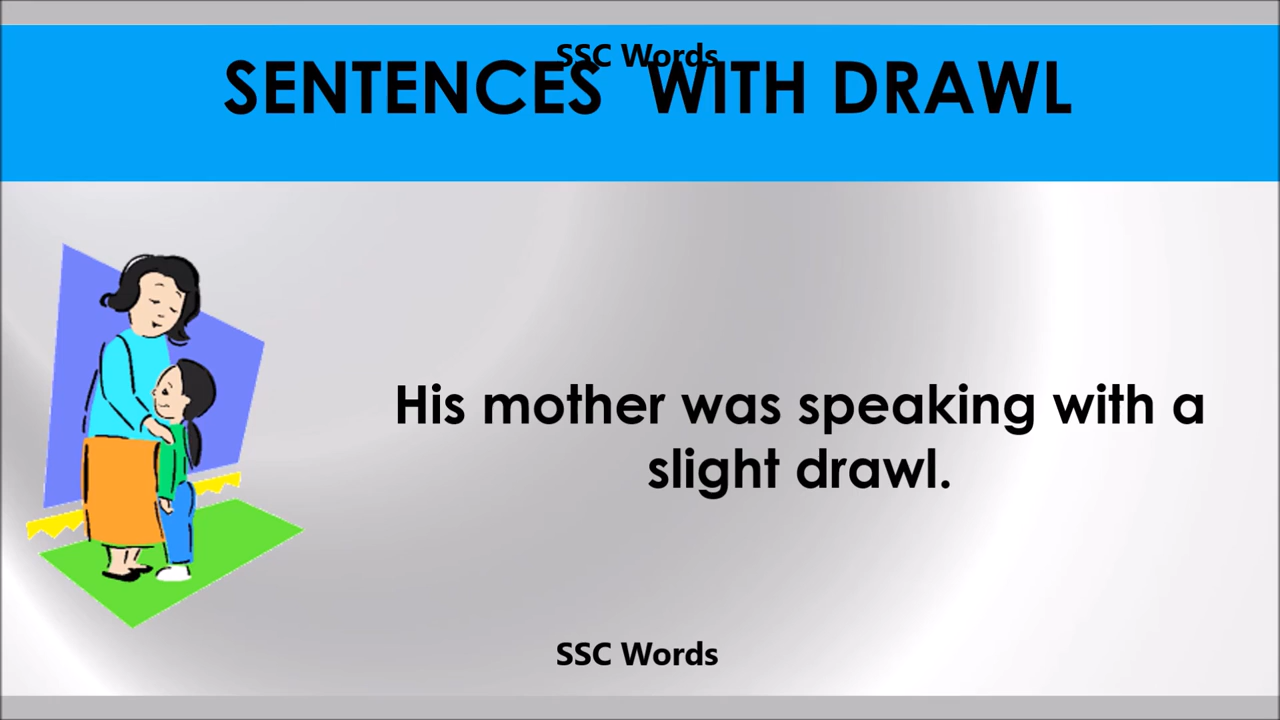 SSC Words
SENTENCES WITH DRAWL
His mother was speaking with a
slight drawl.
SSC Words